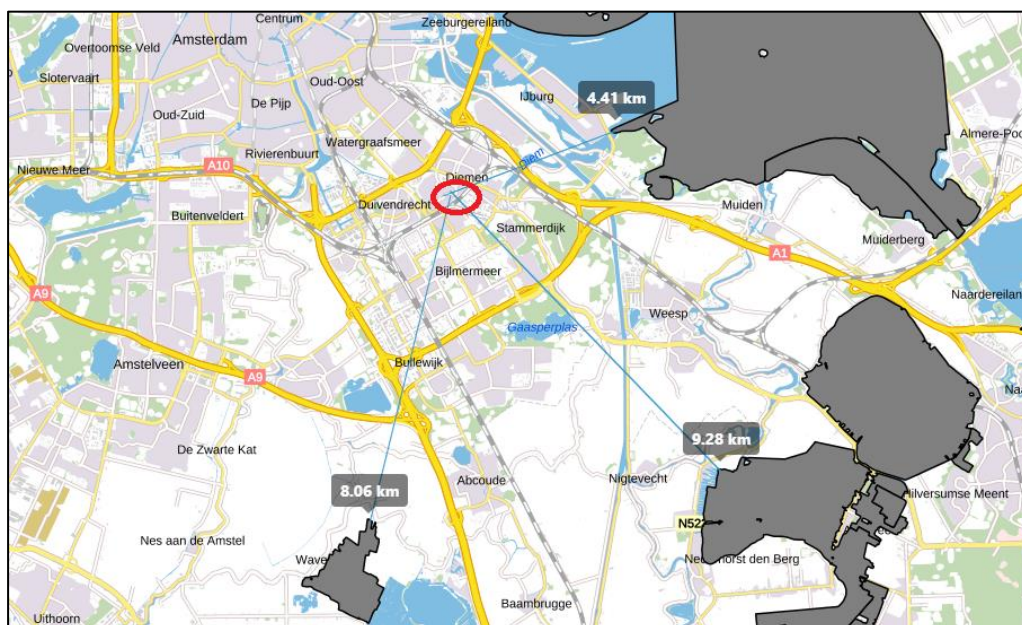 Centrum
Zeeburgereiland
Overtoomse Veld
Amsterdam
Slotervaart
Oud-Oost
IJburg
4.41 km
De Pijp
Oud-Zuid
Watergraafsmeer
Almere-Poo
Rivierenbuurt
Diem
Nieuwe Meer
A10
Diemen
Duivendrecht
Muiden
Buitenveldert
Stammerdijk
Muiderberg
A1
Bijlmermeer
A9
Naardereilan
Gaasperplas
Weesp
Amstelveen
Bullewijk
A9
Na
De Zwarte Kat
9.28 km
8.06 km
Abcoude
Nigtevecht
Hilversumse Meent
N52
Nes aan de Amstel
Wave
horst den Berg
Baambrugge
Uithoorn